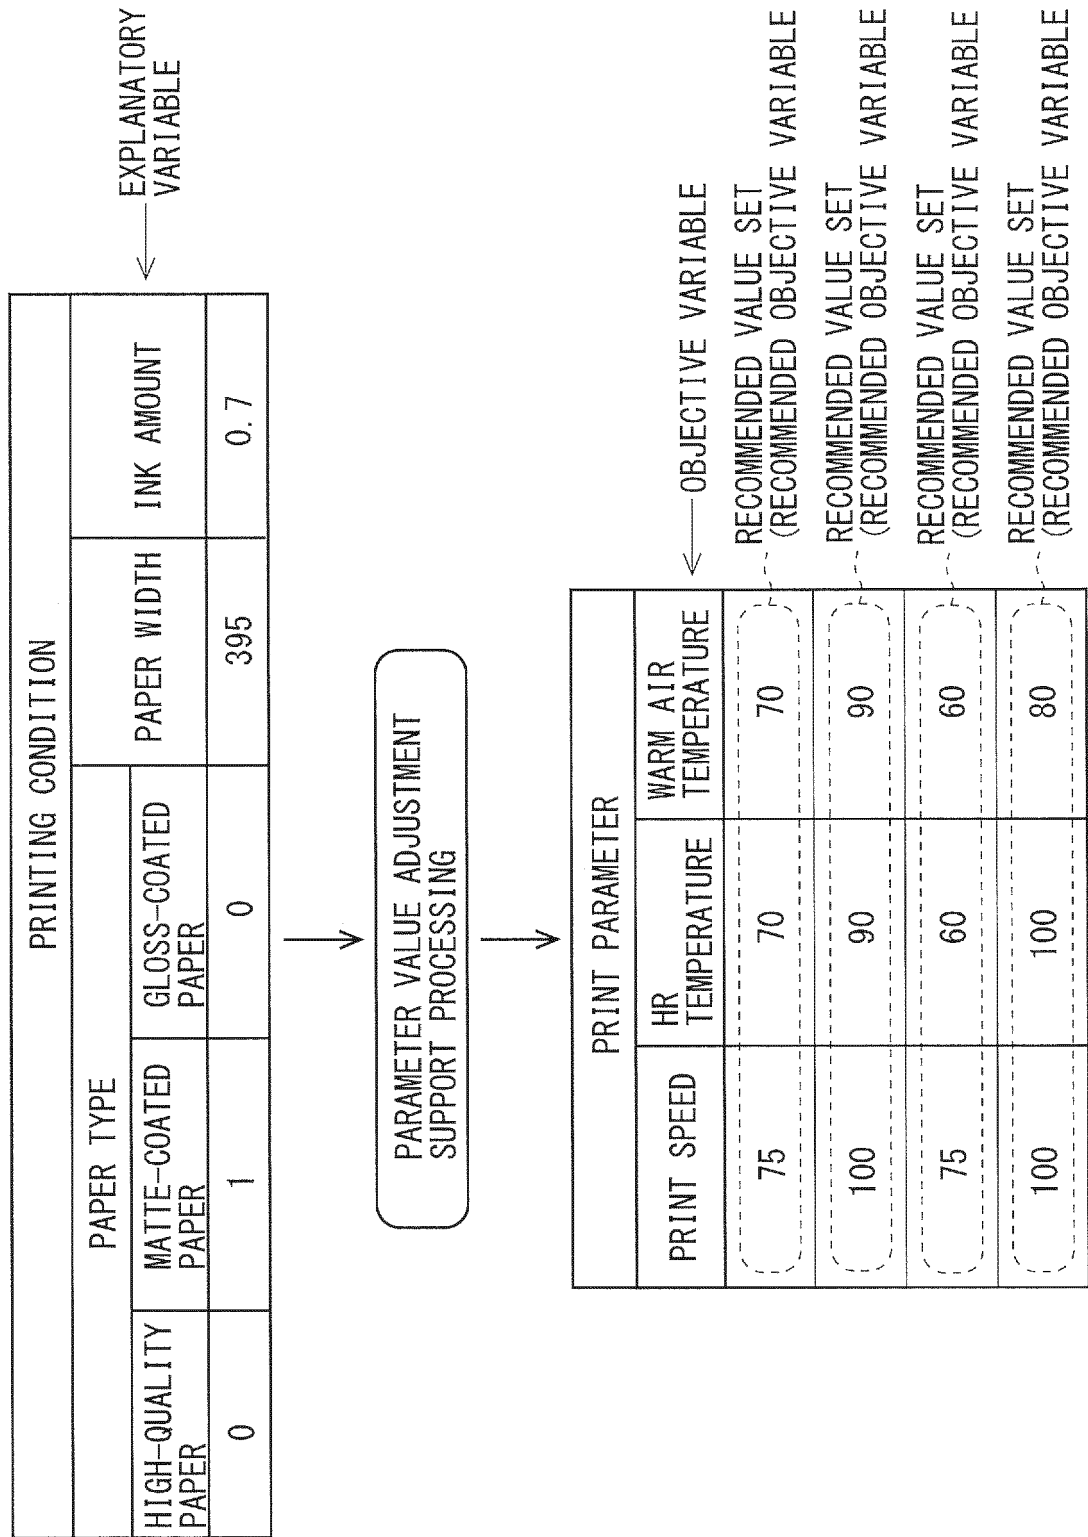 PRINTING CONDITION
PAPER TYPE
PAPER WIDTH
INK AMOUNT
HIGH-QUALITY
PAPER
MATTE-COATED
PAPER
GLOSS-COATED
PAPER
0 1 0 395 0.7
EXPLANATORY
VARIABLE
PARAMETER VALUE ADJUSTMENT
SUPPORT PROCESSING
PRINT PARAMETER
PRINT SPEED
HR
TEMPERATURE
WARM AIR
TEMPERATURE
OBJECTIVE VARIABLE
75 70 70
RECOMMENDED VALUE SET
(RECOMMENDED OBJECTIVE VARIABLE
100 90 90
RECOMMENDED VALUE SET
(RECOMMENDED OBJECTIVE VARIABLE
75 60 60
RECOMMENDED VALUE SET
(RECOMMENDED OBJECTIVE VARIABLE
100 100 80
RECOMMENDED VALUE SET
(RECOMMENDED OBJECTIVE VARIABLE